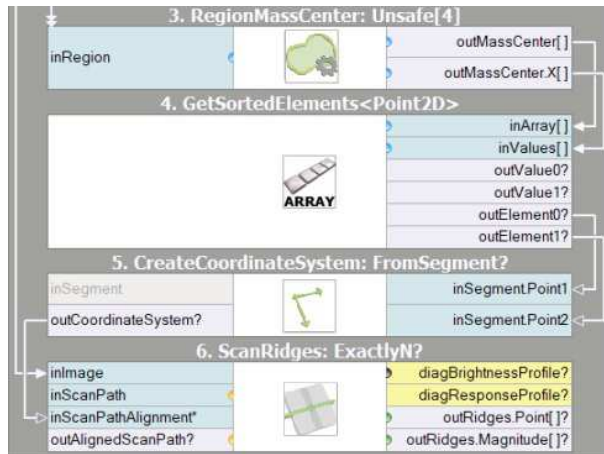 3. RegionMassCenter: Unsafe[4]
inRegion
outMassCenter[ ]
outMassCenter.X[ ]
4. GetSortedElements<Point2D>
inArray[ ]
inValues[ ]
outValue0?
outValue1?
outElement0?
outElement1?
ARRAY
5. CreateCoordinateSystem: FromSegment?
inSegment
outCoordinateSystem?
inSegment.Point1
inSegment.Point2
6. ScanRidges: ExactlyN?
inImage
inScanPath
inScanPathAlignment*
outAlignedScanPath?
diagBrightnessProfile?
diagResponseProfile?
outRidges.Point[ ]?
outRidges.Magnitude[ ]?